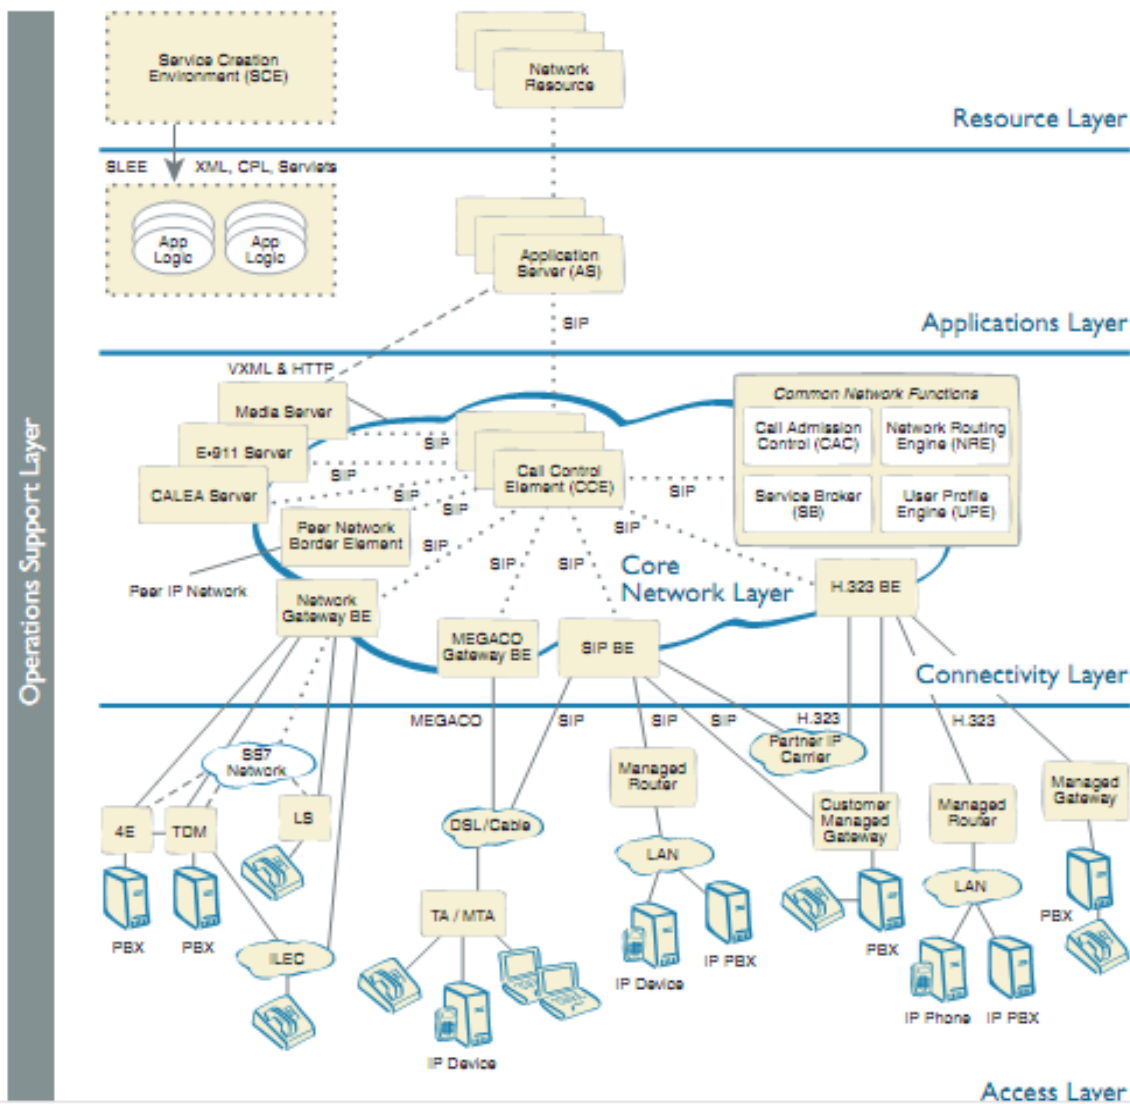 Operations Support Layer
Service Creation
Environment (SCE)
Network
Resource
Resource Layer
SLEE
XML, CPL, Servlets
App
Logic
App
Logic
Application
Server (AS)
SIP
Applications Layer
VXML & HTTP
Media Server
E-911 Server
CALEA Server
SIP
SIP
SIP
SIP
SIP
SIP
SIP
SIP
SIP
Call Control
Element (CCE)
Common Network Functions
Call Admission
Control (CAC)
Network Routing
Engine (NRE)
Service Broker
(SB)
User Profile
Engine (UPE)
Peer Network
Border Element
Peer IP Network
Core
Network Layer
Network
Gateway BE
MEGACO
Gateway BE
SIP BE
H.323 BE
Connectivity Layer
MEGACO
SIP
SIP
SIP
H.323
H.323
SS7
Network
Partner IP
Carrier
Managed
Router
Managed
Gateway
4E
TDM
LS
DSL/Cable
Customer
Managed
Gateway
Managed
Router
LAN
LAN
PBX
PBX
TA / MTA
PBX
PBX
ILEC
IP Device
IP PBX
IP Phone
IP PBX
IP Device
Access Layer